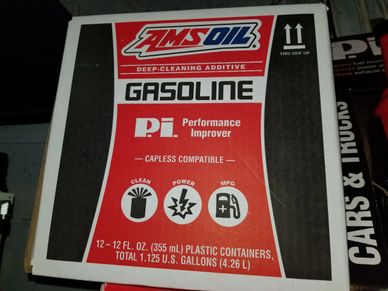 AMSOIL
DEEP-CLEANING ADDITIVE
THIS SIDE UP
GASOLINE
P.i. Performance
Improver
— CAPLESS COMPATIBLE —
CLEAN POWER MPG
12 – 12 FL. OZ. (355 mL) PLASTIC CONTAINERS,
TOTAL 1.125 U.S. GALLONS (4.26 L)
Pi
CARS & TRUCKS